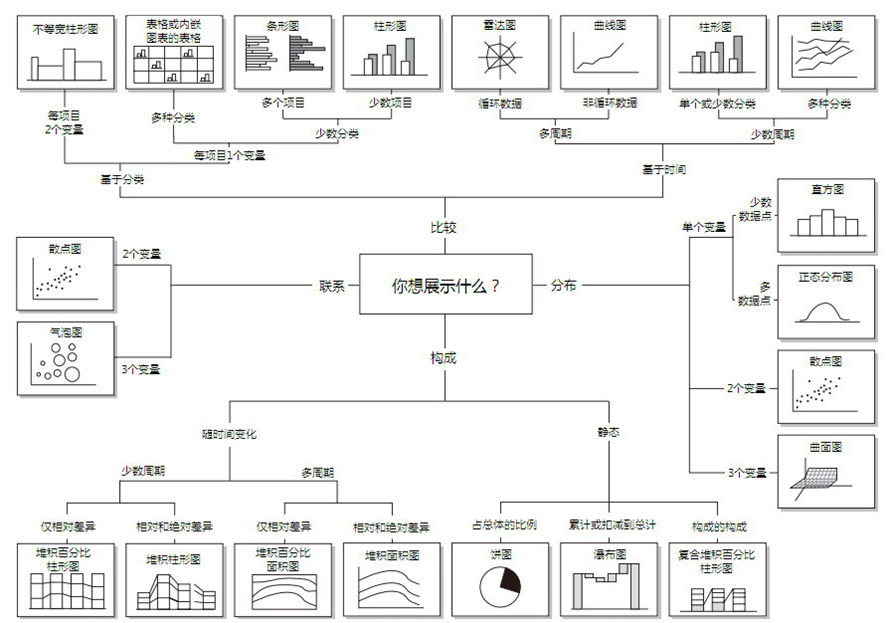 不等宽柱形图
表格或内嵌
图表的表格
条形图
柱形图
雷达图
曲线图
柱形图
曲线图
每项目
2个变量
多种分类
多个项目
少数项目
循环数据
非循环数据
单个或少数分类
多种分类
少数分类
多周期
少数周期
每项目1个变量
基于分类
基于时间
比较
单个变量
少数
数据点
直方图
散点图
2个变量
联系
你想展示什么？
分布
多
数据点
正态分布图
气泡图
3个变量
构成
2个变量
散点图
随时间变化
静态
3个变量
曲面图
少数周期
多周期
仅相对差异
相对和绝对差异
仅相对差异
相对和绝对差异
占总体的比例
累计或扣减到总计
构成的构成
堆积百分比
柱形图
堆积柱形图
堆积百分比
面积图
堆积面积图
饼图
瀑布图
复合堆积百分比
柱形图